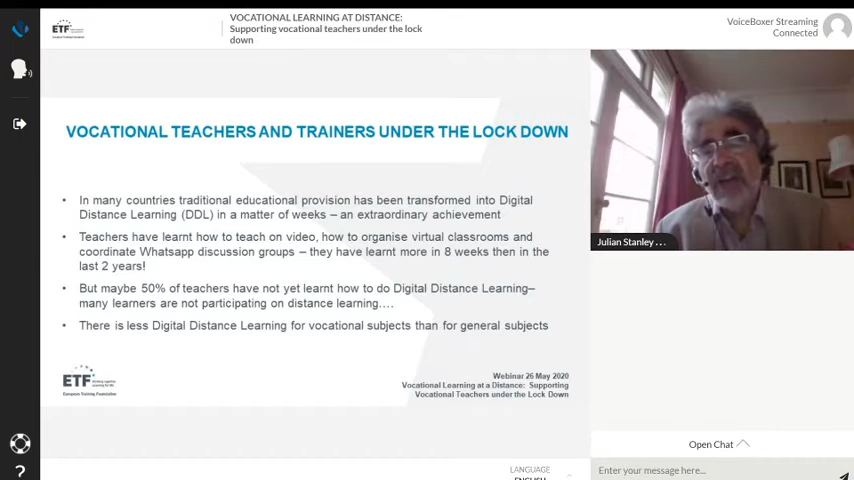 VOCATIONAL LEARNING AT DISTANCE:
Supporting vocational teachers under the lock
down
ETF
VoiceBoxer Streaming
Connected
VOCATIONAL TEACHERS AND TRAINERS UNDER THE LOCK DOWN
• In many countries traditional educational provision has been transformed into Digital
Distance Learning (DDL) in a matter of weeks – an extraordinary achievement
• Teachers have learnt how to teach on video, how to organise virtual classrooms and
coordinate Whatsapp discussion groups – they have learnt more in 8 weeks then in the
last 2 years!
• But maybe 50% of teachers have not yet learnt how to do Digital Distance Learning–
many learners are not participating on distance learning….
• There is less Digital Distance Learning for vocational subjects than for general subjects
ETF
European Training Foundation
Webinar 26 May 2020
Vocational Learning at a Distance: Supporting
Vocational Teachers under the Lock Down
Julian Stanley ...
Open Chat
Enter your message here...
LANGUAGE
ENGLISH
?